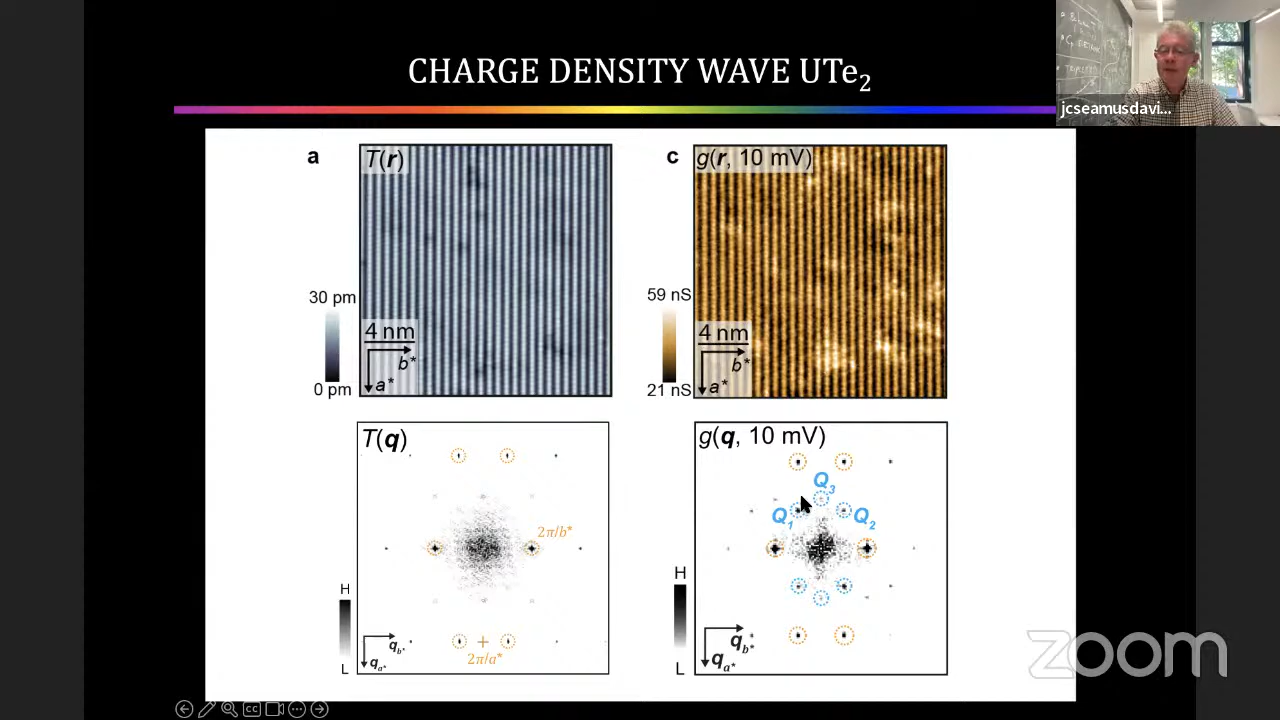 CHARGE DENSITY WAVE UTe₂
jcseamusdavi...
a
T(r)
30 pm
0 pm
4 nm
b*
a*
c
g(r, 10 mV)
59 nS
21 nS
4 nm
b*
a*
T(q)
2π/b*
2π/a*
H
L
q_b*
q_a*
g(q, 10 mV)
Q₃
Q₁
Q₂
H
L
q_b*
q_a*
zoom
CC